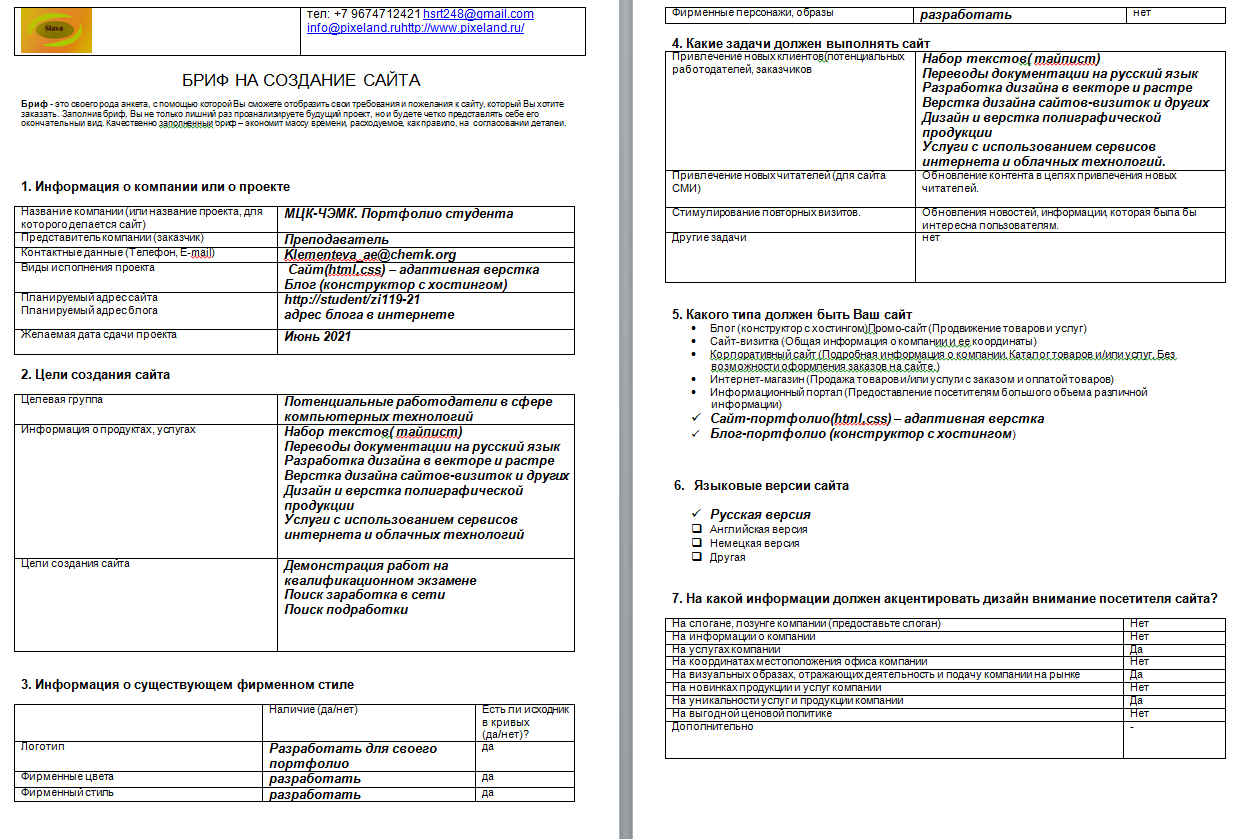 Slava
тел: +7 9674712421 hsrt248@gmail.com
info@pixeland.ruhttp://www.pixeland.ru/
БРИФ НА СОЗДАНИЕ САЙТА
Бриф - это своего рода анкета, с помощью которой Вы сможете отобразить свои требования и пожелания к сайту, который Вы хотите
заказать. Заполнив бриф, Вы не только лишний раз проанализируете будущий проект, но и будете четко представлять себе его
окончательный вид. Качественно заполненный бриф – экономит массу времени, расходуемое, как правило, на согласовании деталей.
1. Информация о компании или о проекте
Название компании (или название проекта, для
которого делается сайт)
МЦК-ЧЭМК. Портфолио студента
Представитель компании (заказчик)
Преподаватель
Контактные данные (Телефон, E-mail)
Klementeva_ae@chemk.org
Виды исполнения проекта
Сайт(html,css) – адаптивная верстка
Блог (конструктор с хостингом)
Планируемый адрес сайта
Планируемый адрес блога
http://student/zi119-21
адрес блога в интернете
Желаемая дата сдачи проекта
Июнь 2021
2. Цели создания сайта
Целевая группа
Потенциальные работодатели в сфере
компьютерных технологий
Информация о продуктах, услугах
Набор текстов( тайпист)
Переводы документации на русский язык
Разработка дизайна в векторе и растре
Верстка дизайна сайтов-визиток и других
Дизайн и верстка полиграфической
продукции
Услуги с использованием сервисов
интернета и облачных технологий
Цели создания сайта
Демонстрация работ на
квалификационном экзамене
Поиск заработка в сети
Поиск подработки
3. Информация о существующем фирменном стиле
Наличие (да/нет)
Есть ли исходник
в кривых
(да/нет)?
Логотип
Разработать для своего
портфолио
да
Фирменные цвета
разработать
да
Фирменный стиль
разработать
да
Фирменные персонажи, образы
разработать
нет
4. Какие задачи должен выполнять сайт
Привлечение новых клиентов(потенциальных
работодателей, заказчиков
Набор текстов( тайпист)
Переводы документации на русский язык
Разработка дизайна в векторе и растре
Верстка дизайна сайтов-визиток и других
Дизайн и верстка полиграфической
продукции
Услуги с использованием сервисов
интернета и облачных технологий.
Привлечение новых читателей (для сайта
СМИ)
Обновление контента в целях привлечения новых
читателей.
Стимулирование повторных визитов.
Обновления новостей, информации, которая была бы
интересна пользователям.
Другие задачи
нет
5. Какого типа должен быть Ваш сайт
• Блог (конструктор с хостингом)Промо-сайт (Продвижение товаров и услуг)
• Сайт-визитка (Общая информация о компании и ее координаты)
• Корпоративный сайт (Подробная информация о компании. Каталог товаров и/или услуг. Без
возможности оформления заказов на сайте.)
• Интернет-магазин (Продажа товаров и/или услуги с заказом и оплатой товаров)
• Информационный портал (Предоставление посетителям большого объема различной
информации)
✓ Сайт-портфолио(html,css) – адаптивная верстка
✓ Блог-портфолио (конструктор с хостингом)
6. Языковые версии сайта
✓ Русская версия
❑ Английская версия
❑ Немецкая версия
❑ Другая
7. На какой информации должен акцентировать дизайн внимание посетителя сайта?
На слогане, лозунге компании (предоставьте слоган)
Нет
На информации о компании
Нет
На услугах компании
Да
На координатах местоположения офиса компании
Нет
На визуальных образах, отражающих деятельность и подачу компании на рынке
Да
На новинках продукции и услуг компании
Нет
На уникальности услуг и продукции компании
Да
На выгодной ценовой политике
Нет
Дополнительно
-